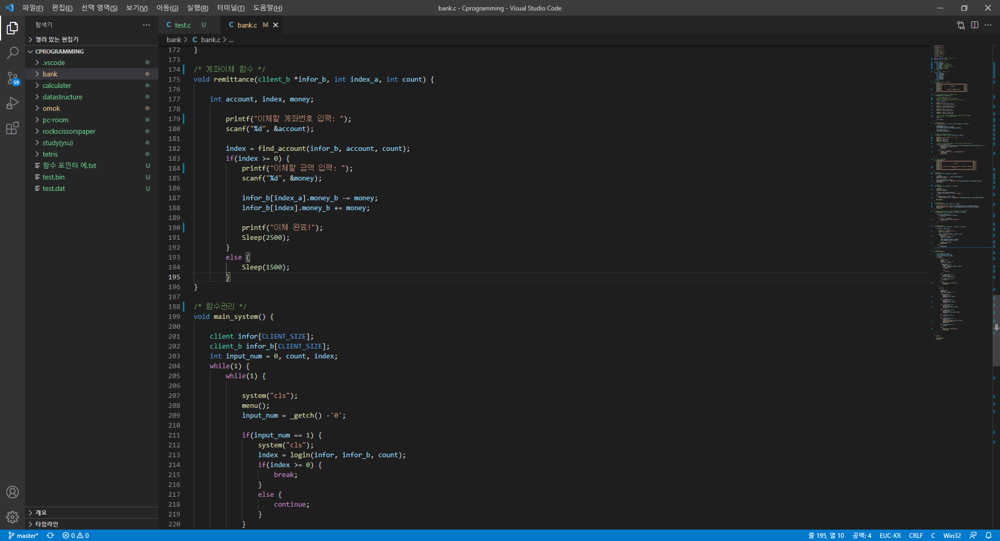 파일(F) 편집(E) 선택 영역(S) 보기(V) 이동(G) 실행(R) 터미널(T) 도움말(H)
bank.c - Cprogramming - Visual Studio Code
탐색기
열려 있는 편집기
CPROGRAMMING
.vscode
bank
calculater
datastructure
omok
pc-room
rockscissorspaper
study(ysu)
tetris
함수 포인터 예.txt U
test.bin U
test.dat U
개요
타임라인
59
C test.c U
C bank.c M
bank > C bank.c > ...
172 }
173
174 /* 계좌이체 함수 */
175 void remittance(client_b *infor_b, int index_a, int count) {
176
177 int account, index, money;
178
179 printf("이체할 계좌번호 입력: ");
180 scanf("%d", &account);
181
182 index = find_account(infor_b, account, count);
183 if(index >= 0) {
184 printf("이체할 금액 입력: ");
185 scanf("%d", &money);
186
187 infor_b[index_a].money_b -= money;
188 infor_b[index].money_b += money;
189
190 printf("이체 완료!");
191 Sleep(2500);
192 }
193 else {
194 Sleep(1500);
195 }
196 }
197
198 /* 함수관리 */
199 void main_system() {
200
201 client infor[CLIENT_SIZE];
202 client_b infor_b[CLIENT_SIZE];
203 int input_num = 0, count, index;
204 while(1) {
205 while(1) {
206
207 system("cls");
208 menu();
209 input_num = _getch() -'0';
210
211 if(input_num == 1) {
212 system("cls");
213 index = login(infor, infor_b, count);
214 if(index >= 0) {
215 break;
216 }
217 else {
218 continue;
219 }
220 }
master* 0 0
줄 195, 열 10 공백: 4 EUC-KR CRLF C Win32